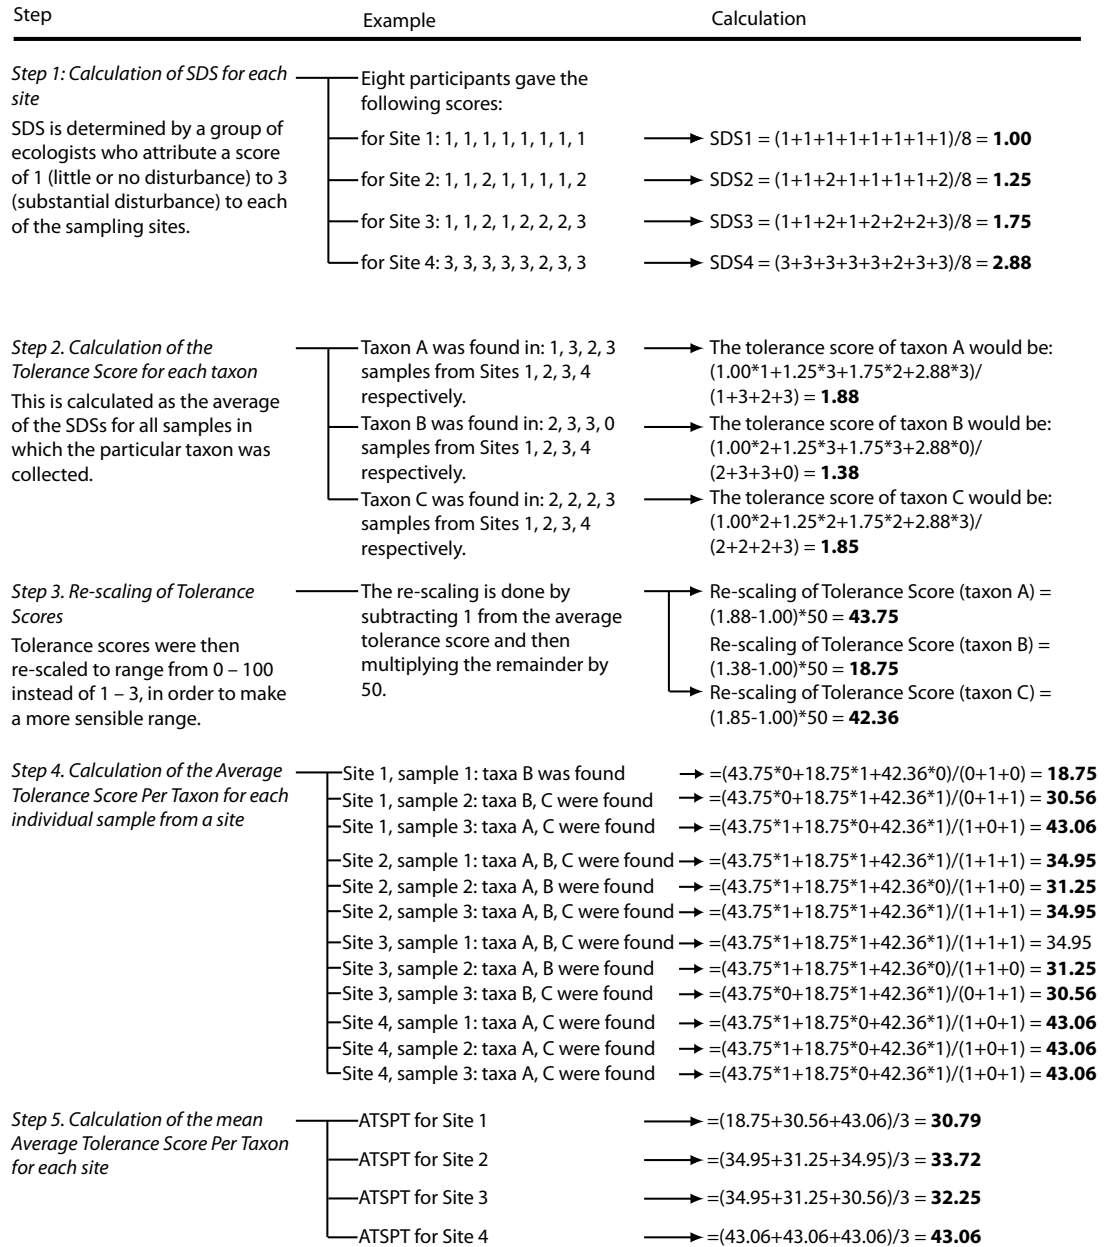 Step
Example
Calculation
Step 1: Calculation of SDS for each
site
SDS is determined by a group of
ecologists who attribute a score
of 1 (little or no disturbance) to 3
(substantial disturbance) to each
of the sampling sites.
Eight participants gave the
following scores:
for Site 1: 1, 1, 1, 1, 1, 1, 1, 1
SDS1 = (1+1+1+1+1+1+1+1)/8 = 1.00
for Site 2: 1, 1, 2, 1, 1, 1, 1, 2
SDS2 = (1+1+2+1+1+1+1+2)/8 = 1.25
for Site 3: 1, 1, 2, 1, 2, 2, 2, 3
SDS3 = (1+1+2+1+2+2+2+3)/8 = 1.75
for Site 4: 3, 3, 3, 3, 3, 2, 3, 3
SDS4 = (3+3+3+3+3+2+3+3)/8 = 2.88
Step 2. Calculation of the
Tolerance Score for each taxon
This is calculated as the average
of the SDSs for all samples in
which the particular taxon was
collected.
Taxon A was found in: 1, 3, 2, 3
samples from Sites 1, 2, 3, 4
respectively.
The tolerance score of taxon A would be:
(1.00*1+1.25*3+1.75*2+2.88*3)/
(1+3+2+3) = 1.88
Taxon B was found in: 2, 3, 3, 0
samples from Sites 1, 2, 3, 4
respectively.
The tolerance score of taxon B would be:
(1.00*2+1.25*3+1.75*3+2.88*0)/
(2+3+3+0) = 1.38
Taxon C was found in: 2, 2, 2, 3
samples from Sites 1, 2, 3, 4
respectively.
The tolerance score of taxon C would be:
(1.00*2+1.25*2+1.75*2+2.88*3)/
(2+2+2+3) = 1.85
Step 3. Re-scaling of Tolerance
Scores
Tolerance scores were then
re-scaled to range from 0 – 100
instead of 1 – 3, in order to make
a more sensible range.
The re-scaling is done by
subtracting 1 from the average
tolerance score and then
multiplying the remainder by
50.
Re-scaling of Tolerance Score (taxon A) =
(1.88-1.00)*50 = 43.75
Re-scaling of Tolerance Score (taxon B) =
(1.38-1.00)*50 = 18.75
Re-scaling of Tolerance Score (taxon C) =
(1.85-1.00)*50 = 42.36
Step 4. Calculation of the Average
Tolerance Score Per Taxon for each
individual sample from a site
Site 1, sample 1: taxa B was found
=(43.75*0+18.75*1+42.36*0)/(0+1+0) = 18.75
Site 1, sample 2: taxa B, C were found
=(43.75*0+18.75*1+42.36*1)/(0+1+1) = 30.56
Site 1, sample 3: taxa A, C were found
=(43.75*1+18.75*0+42.36*1)/(1+0+1) = 43.06
Site 2, sample 1: taxa A, B, C were found
=(43.75*1+18.75*1+42.36*1)/(1+1+1) = 34.95
Site 2, sample 2: taxa A, B were found
=(43.75*1+18.75*1+42.36*0)/(1+1+0) = 31.25
Site 2, sample 3: taxa A, B, C were found
=(43.75*1+18.75*1+42.36*1)/(1+1+1) = 34.95
Site 3, sample 1: taxa A, B, C were found
=(43.75*1+18.75*1+42.36*1)/(1+1+1) = 34.95
Site 3, sample 2: taxa A, B were found
=(43.75*1+18.75*1+42.36*0)/(1+1+0) = 31.25
Site 3, sample 3: taxa B, C were found
=(43.75*0+18.75*1+42.36*1)/(0+1+1) = 30.56
Site 4, sample 1: taxa A, C were found
=(43.75*1+18.75*0+42.36*1)/(1+0+1) = 43.06
Site 4, sample 2: taxa A, C were found
=(43.75*1+18.75*0+42.36*1)/(1+0+1) = 43.06
Site 4, sample 3: taxa A, C were found
=(43.75*1+18.75*0+42.36*1)/(1+0+1) = 43.06
Step 5. Calculation of the mean
Average Tolerance Score Per Taxon
for each site
ATSPT for Site 1
=(18.75+30.56+43.06)/3 = 30.79
ATSPT for Site 2
=(34.95+31.25+34.95)/3 = 33.72
ATSPT for Site 3
=(34.95+31.25+30.56)/3 = 32.25
ATSPT for Site 4
=(43.06+43.06+43.06)/3 = 43.06